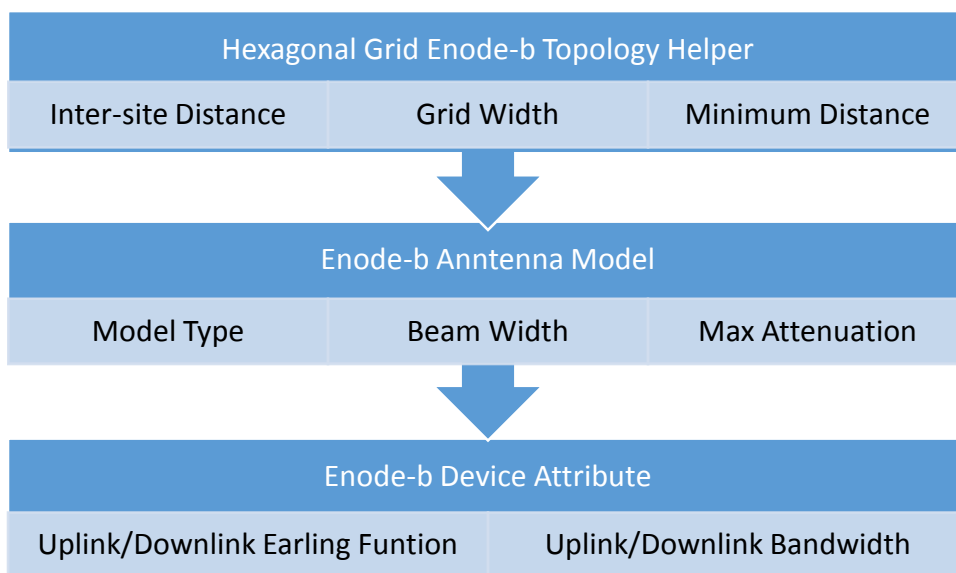 Hexagonal Grid Enode-b Topology Helper
Inter-site Distance Grid Width Minimum Distance
Enode-b Anntenna Model
Model Type Beam Width Max Attenuation
Enode-b Device Attribute
Uplink/Downlink Earling Funtion Uplink/Downlink Bandwidth